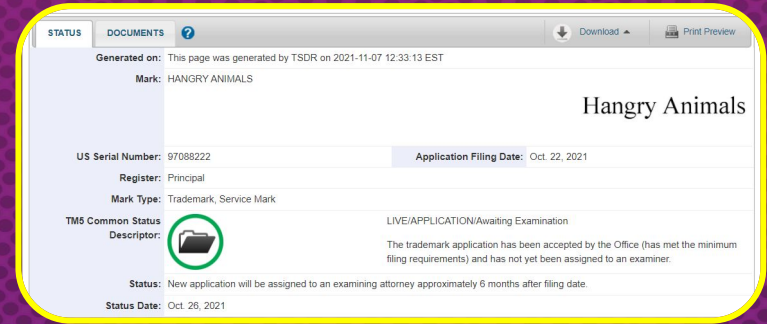 STATUS DOCUMENTS ? Download Print Preview
Generated on: This page was generated by TSDR on 2021-11-07 12:33:13 EST
Mark: HANGRY ANIMALS
Hangry Animals
US Serial Number: 97088222 Application Filing Date: Oct. 22, 2021
Register: Principal
Mark Type: Trademark, Service Mark
TM5 Common Status LIVE/APPLICATION/Awaiting Examination
Descriptor:
The trademark application has been accepted by the Office (has met the minimum
filing requirements) and has not yet been assigned to an examiner.
Status: New application will be assigned to an examining attorney approximately 6 months after filing date.
Status Date: Oct. 26, 2021